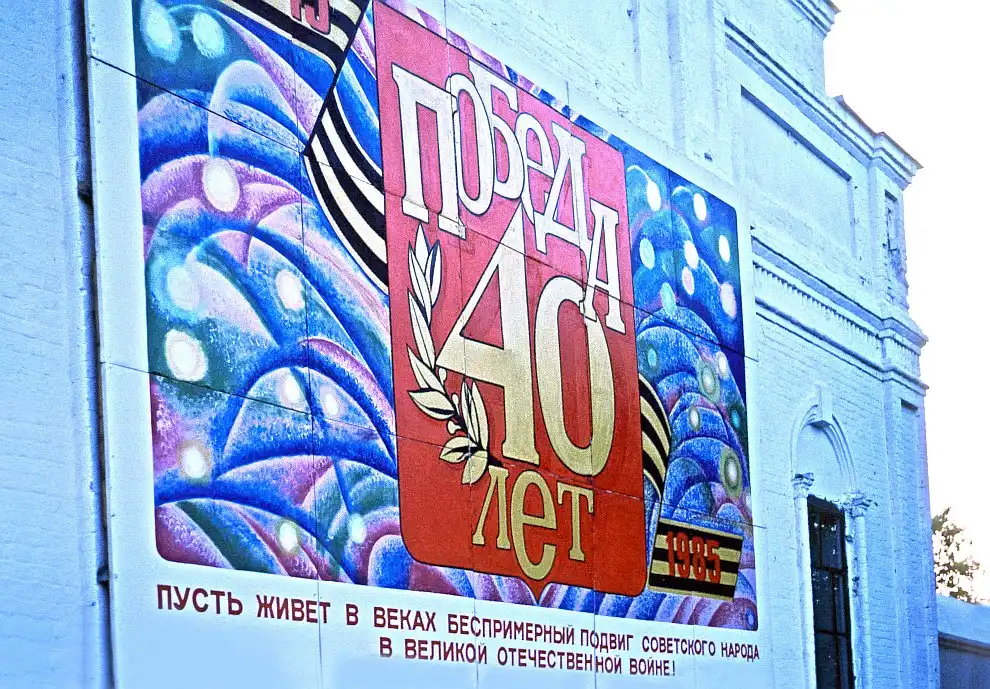 ПОБЕДА
40
лет
1985
ПУСТЬ ЖИВЕТ В ВЕКАХ БЕСПРИМЕРНЫЙ ПОДВИГ СОВЕТСКОГО НАРОДА
В ВЕЛИКОЙ ОТЕЧЕСТВЕННОЙ ВОЙНЕ!